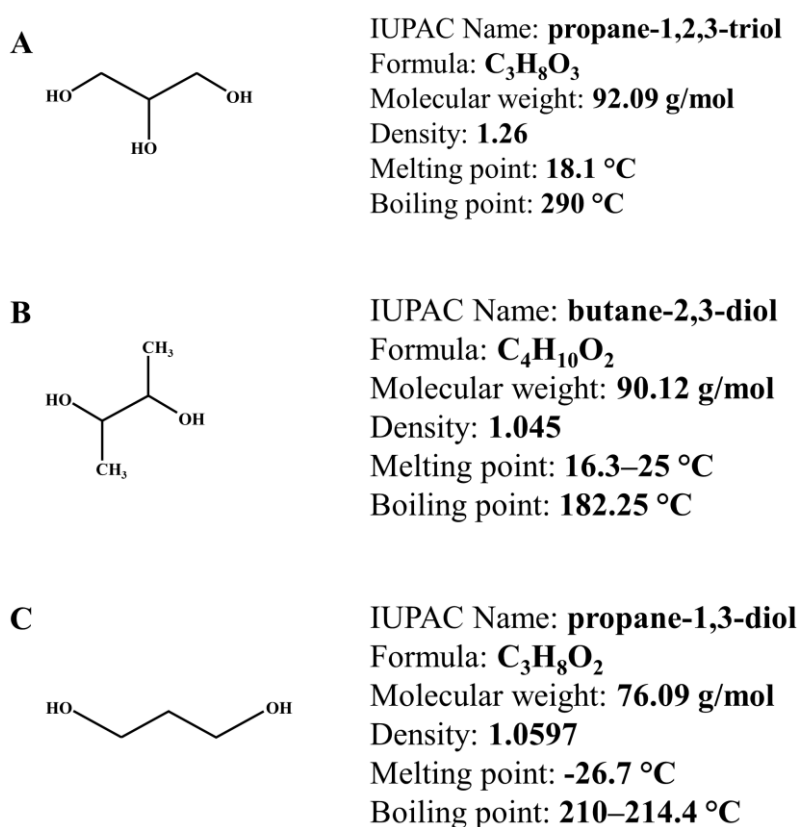 A
HO
OH
HO
IUPAC Name: propane-1,2,3-triol
Formula: C₃H₈O₃
Molecular weight: 92.09 g/mol
Density: 1.26
Melting point: 18.1 °C
Boiling point: 290 °C
B
CH₃
HO
OH
CH₃
IUPAC Name: butane-2,3-diol
Formula: C₄H₁₀O₂
Molecular weight: 90.12 g/mol
Density: 1.045
Melting point: 16.3–25 °C
Boiling point: 182.25 °C
C
HO
OH
IUPAC Name: propane-1,3-diol
Formula: C₃H₈O₂
Molecular weight: 76.09 g/mol
Density: 1.0597
Melting point: -26.7 °C
Boiling point: 210–214.4 °C